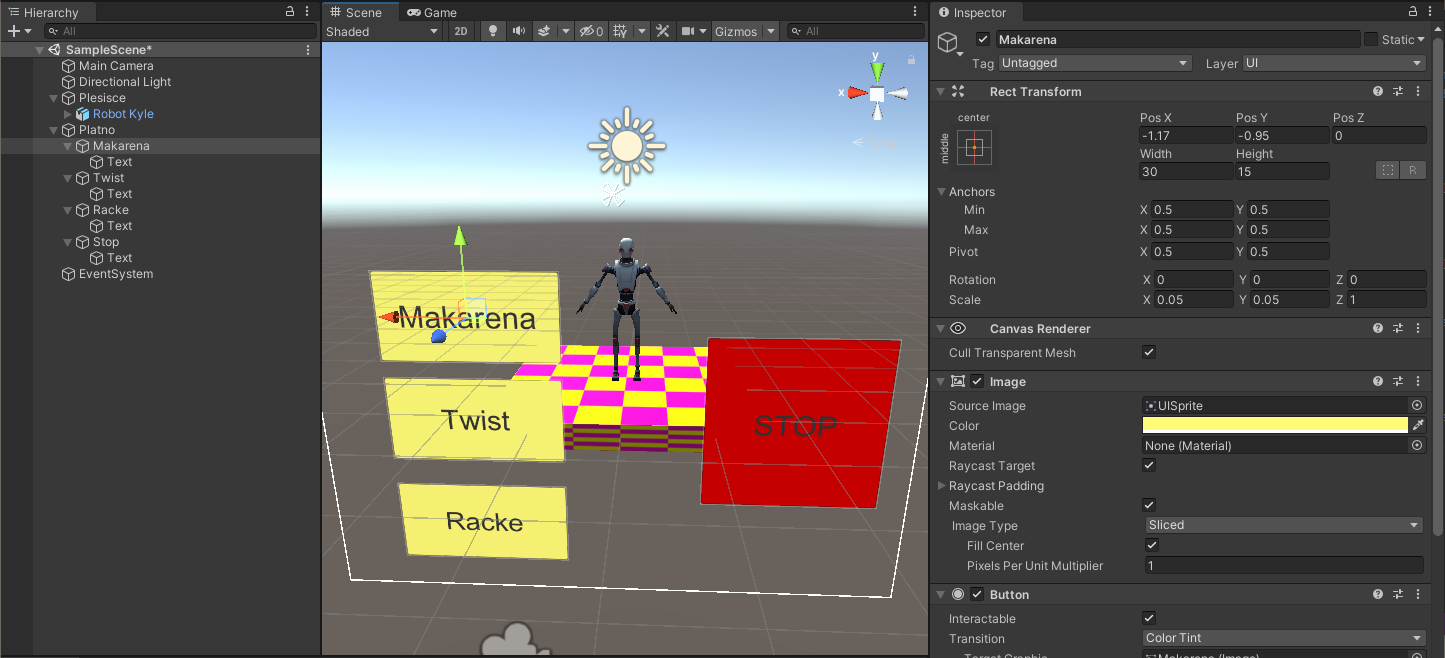 Hierarchy
All
SampleScene*
Main Camera
Directional Light
Plesisce
Robot Kyle
Platno
Makarena
Text
Twist
Text
Racke
Text
Stop
Text
EventSystem
Scene Game
Shaded 2D 0 Gizmos All
y
x
Makarena
Twist
STOP
Racke
Inspector
Makarena Static
Tag Untagged Layer UI
Rect Transform
center Pos X Pos Y Pos Z
middle -1.17 -0.95 0
Width Height
30 15 R
Anchors
Min X 0.5 Y 0.5
Max X 0.5 Y 0.5
Pivot X 0.5 Y 0.5
Rotation X 0 Y 0 Z 0
Scale X 0.05 Y 0.05 Z 1
Canvas Renderer
Cull Transparent Mesh
Image
Source Image UISprite
Color
Material None (Material)
Raycast Target
Raycast Padding
Maskable
Image Type Sliced
Fill Center
Pixels Per Unit Multiplier 1
Button
Interactable
Transition Color Tint
Target Graphic Makarena (Image)